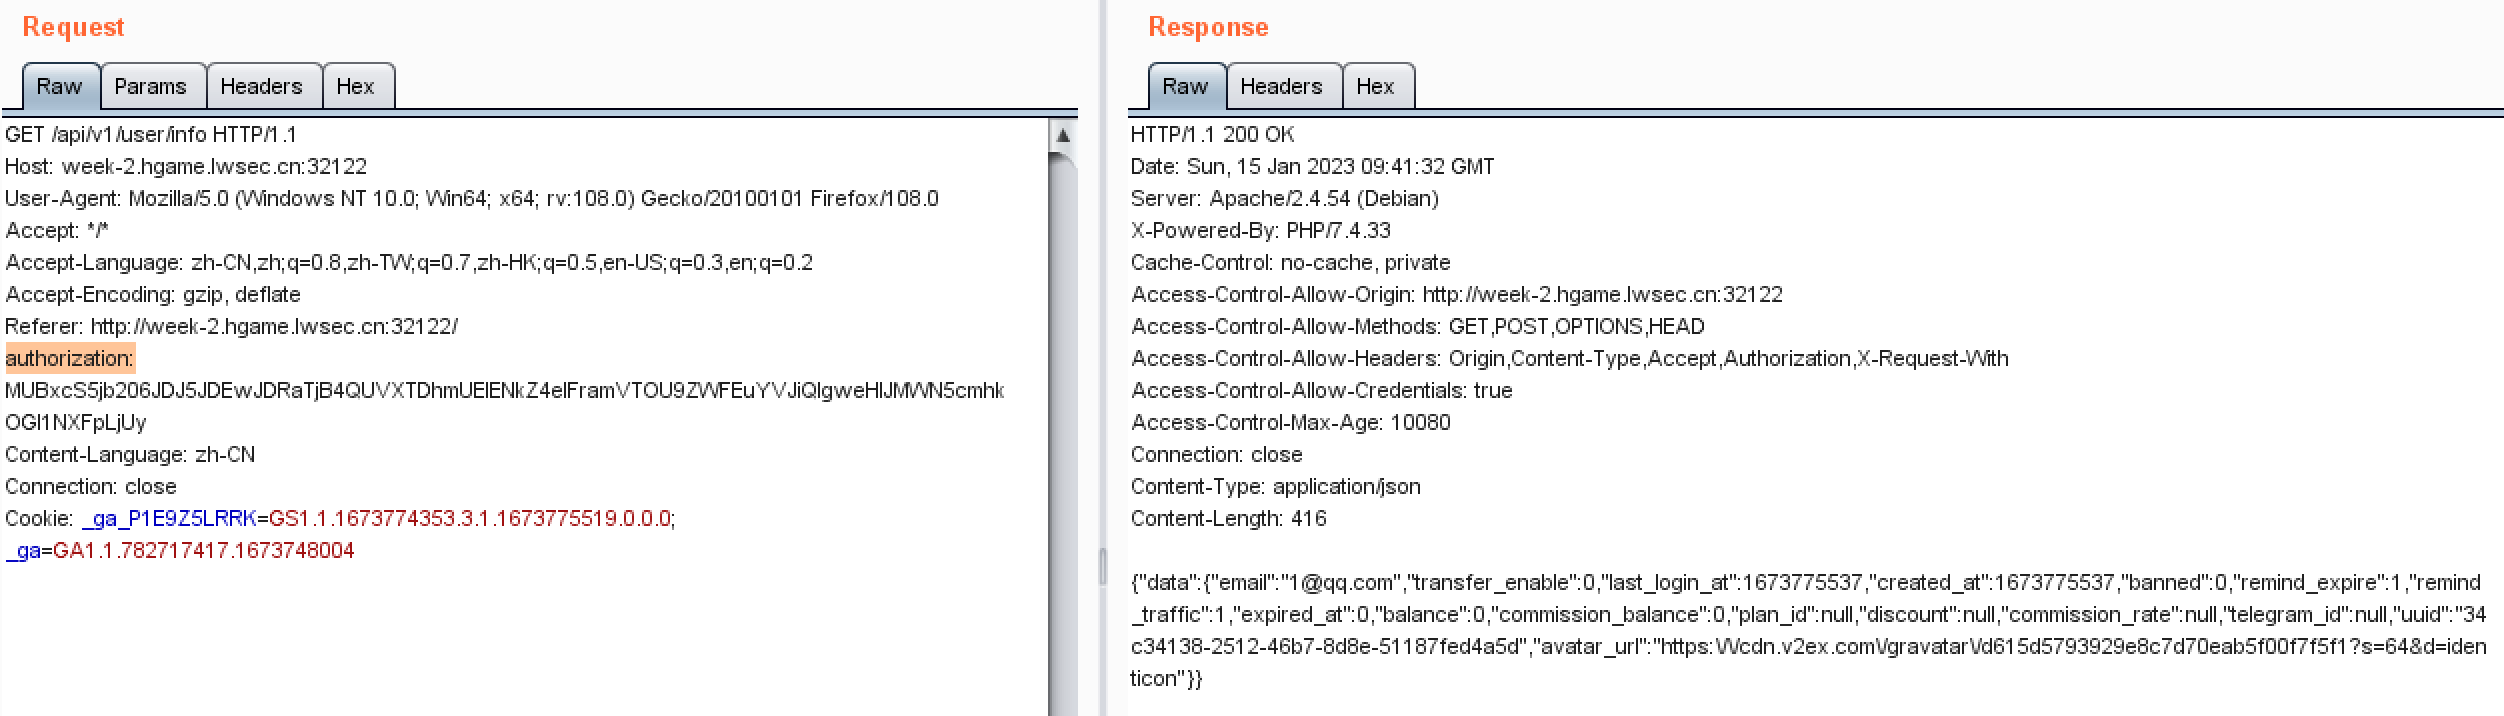 Request
Raw Params Headers Hex
GET /api/v1/user/info HTTP/1.1
Host: week-2.hgame.lwsec.cn:32122
User-Agent: Mozilla/5.0 (Windows NT 10.0; Win64; x64; rv:108.0) Gecko/20100101 Firefox/108.0
Accept: */*
Accept-Language: zh-CN,zh;q=0.8,zh-TW;q=0.7,zh-HK;q=0.5,en-US;q=0.3,en;q=0.2
Accept-Encoding: gzip, deflate
Referer: http://week-2.hgame.lwsec.cn:32122/
authorization:
MUBxcS5jb206JDJ5JDEwJDRaTjB4QUVXTDhmUElENkZ4elFramVTOU9ZWFEuYVJiQlgweHlJMWN5cmhk
OGI1NXFpLjUy
Content-Language: zh-CN
Connection: close
Cookie: _ga_P1E9Z5LRRK=GS1.1.1673774353.3.1.1673775519.0.0.0;
_ga=GA1.1.782717417.1673748004
Response
Raw Headers Hex
HTTP/1.1 200 OK
Date: Sun, 15 Jan 2023 09:41:32 GMT
Server: Apache/2.4.54 (Debian)
X-Powered-By: PHP/7.4.33
Cache-Control: no-cache, private
Access-Control-Allow-Origin: http://week-2.hgame.lwsec.cn:32122
Access-Control-Allow-Methods: GET,POST,OPTIONS,HEAD
Access-Control-Allow-Headers: Origin,Content-Type,Accept,Authorization,X-Request-With
Access-Control-Allow-Credentials: true
Access-Control-Max-Age: 10080
Connection: close
Content-Type: application/json
Content-Length: 416
{"data":{"email":"1@qq.com","transfer_enable":0,"last_login_at":1673775537,"created_at":1673775537,"banned":0,"remind_expire":1,"remind
_traffic":1,"expired_at":0,"balance":0,"commission_balance":0,"plan_id":null,"discount":null,"commission_rate":null,"telegram_id":null,"uuid":"34
c34138-2512-46b7-8d8e-51187fed4a5d","avatar_url":"https:\/\/cdn.v2ex.com\/gravatar\/d615d5793929e8c7d70eab5f00f7f5f1?s=64&d=iden
ticon"}}